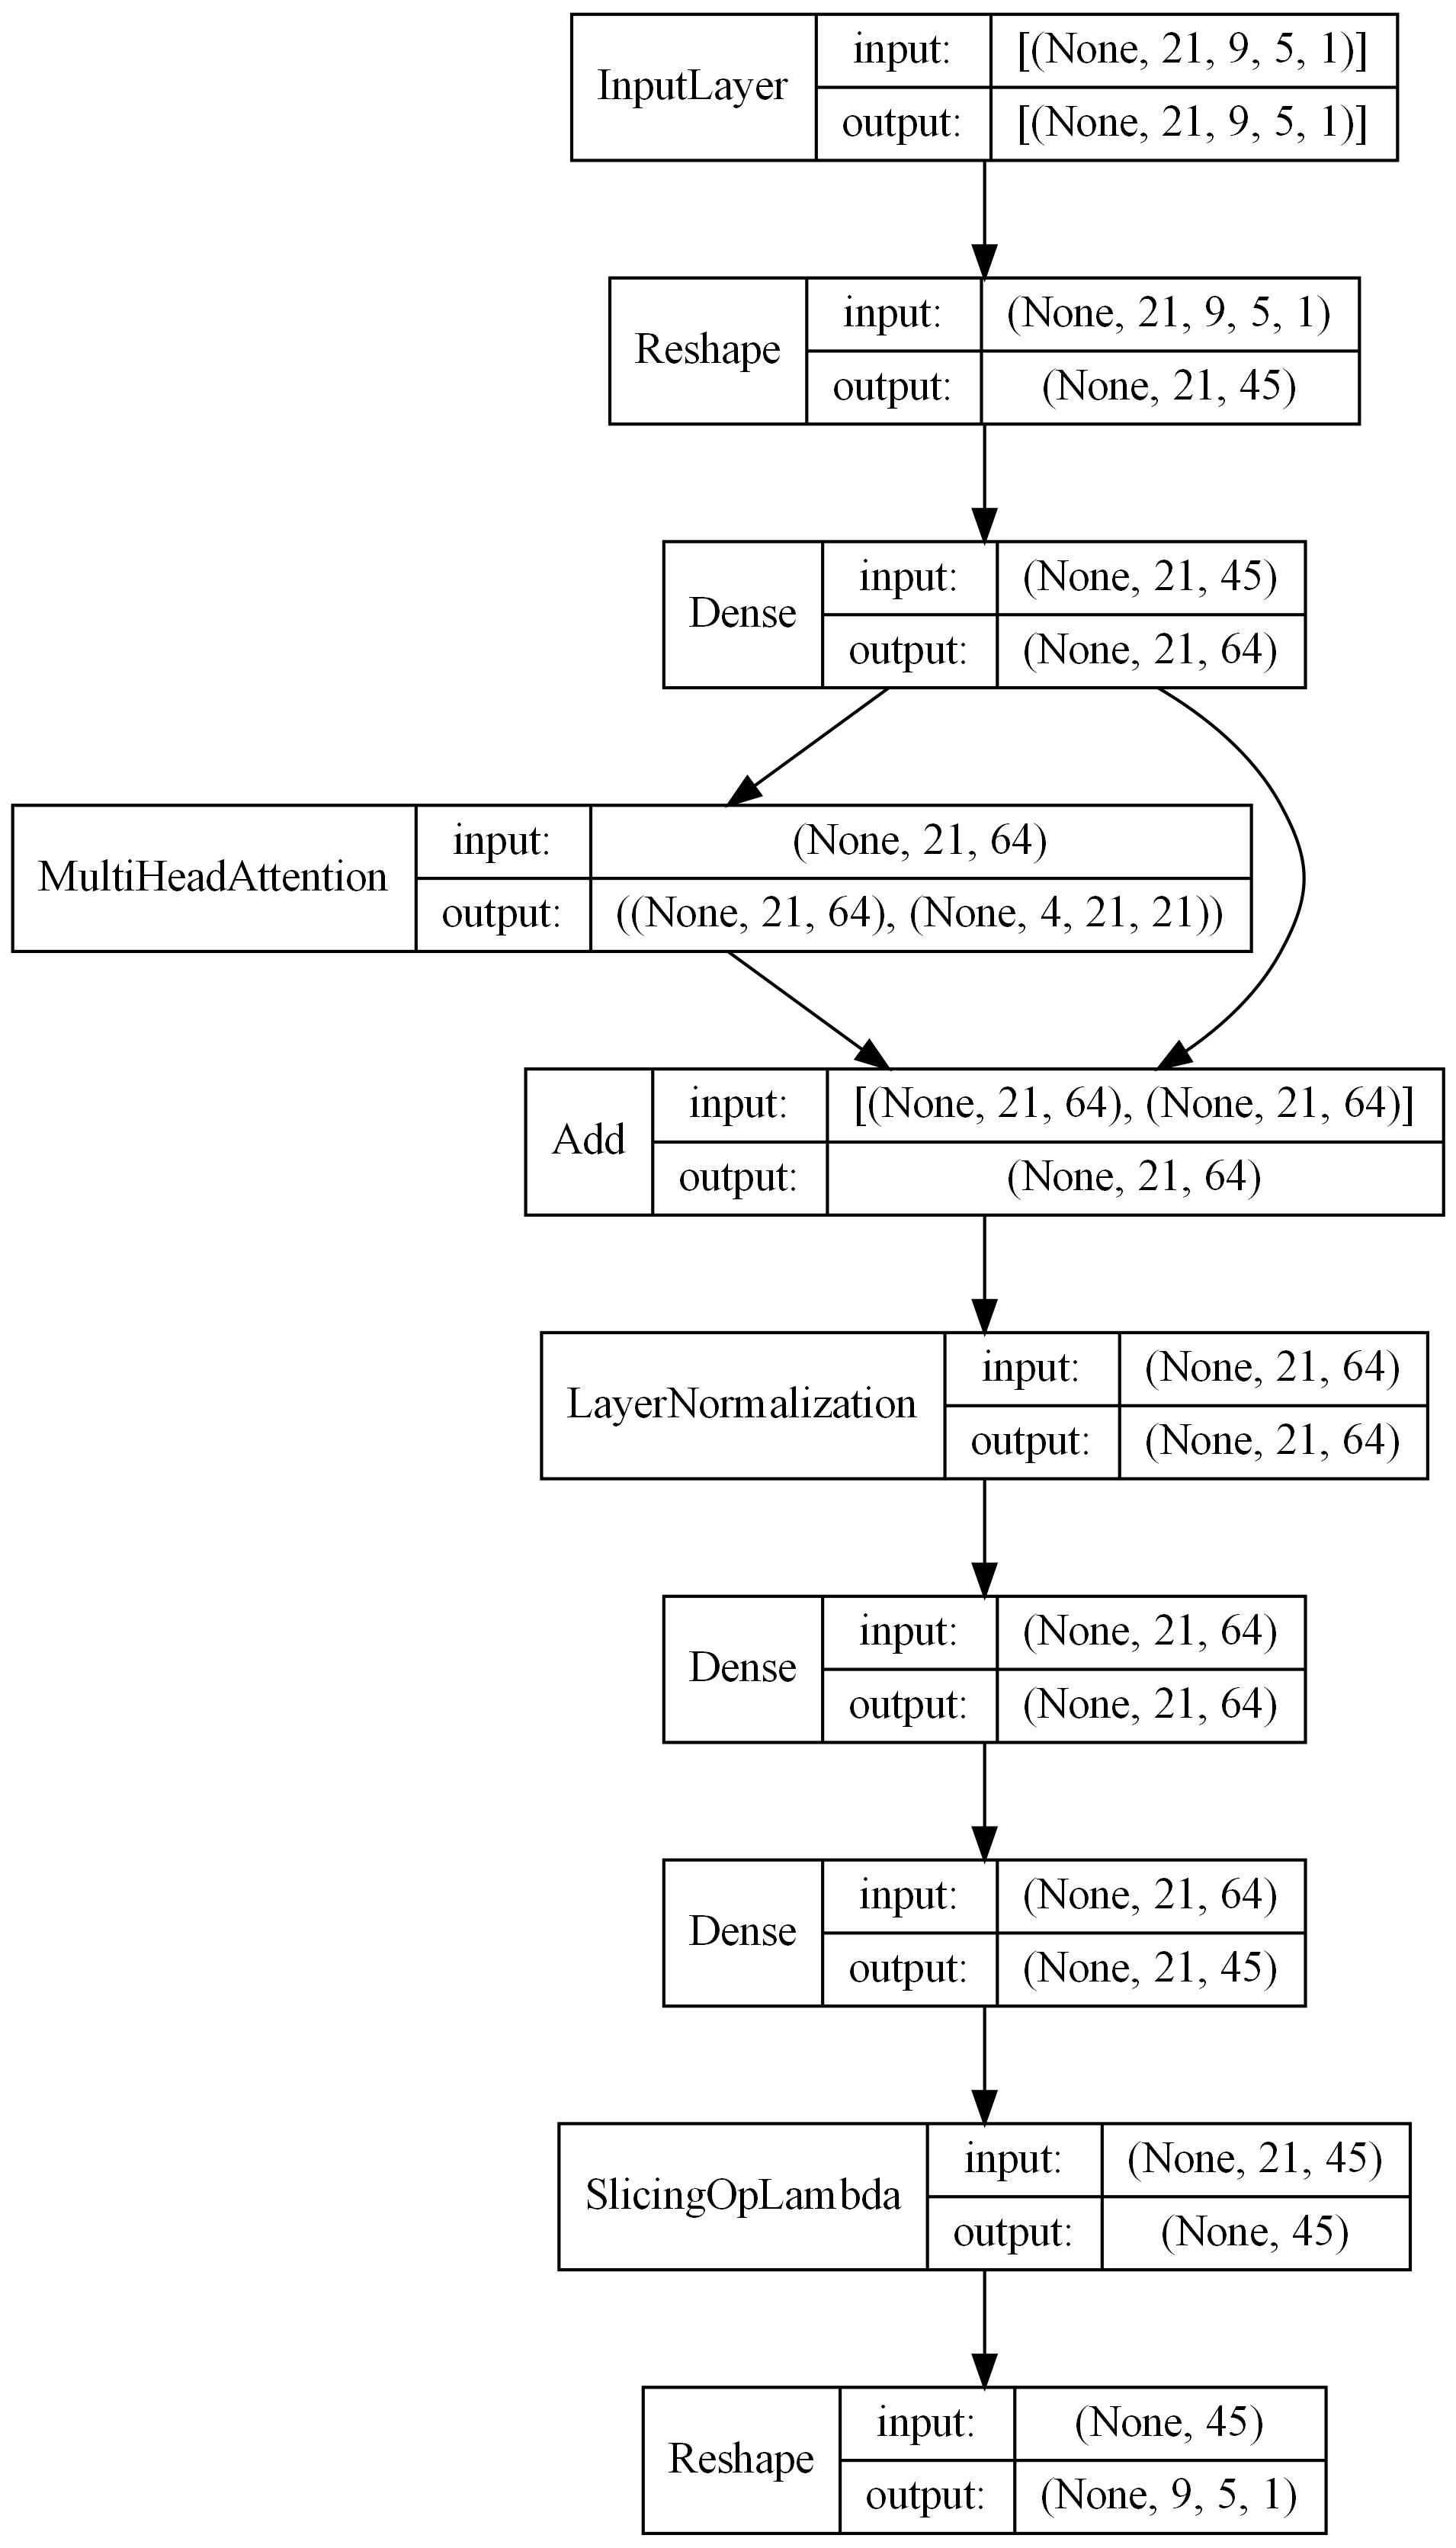 InputLayer
input: [(None, 21, 9, 5, 1)]
output: [(None, 21, 9, 5, 1)]
Reshape
input: (None, 21, 9, 5, 1)
output: (None, 21, 45)
Dense
input: (None, 21, 45)
output: (None, 21, 64)
MultiHeadAttention
input: (None, 21, 64)
output: ((None, 21, 64), (None, 4, 21, 21))
Add
input: [(None, 21, 64), (None, 21, 64)]
output: (None, 21, 64)
LayerNormalization
input: (None, 21, 64)
output: (None, 21, 64)
Dense
input: (None, 21, 64)
output: (None, 21, 64)
Dense
input: (None, 21, 64)
output: (None, 21, 45)
SlicingOpLambda
input: (None, 21, 45)
output: (None, 45)
Reshape
input: (None, 45)
output: (None, 9, 5, 1)